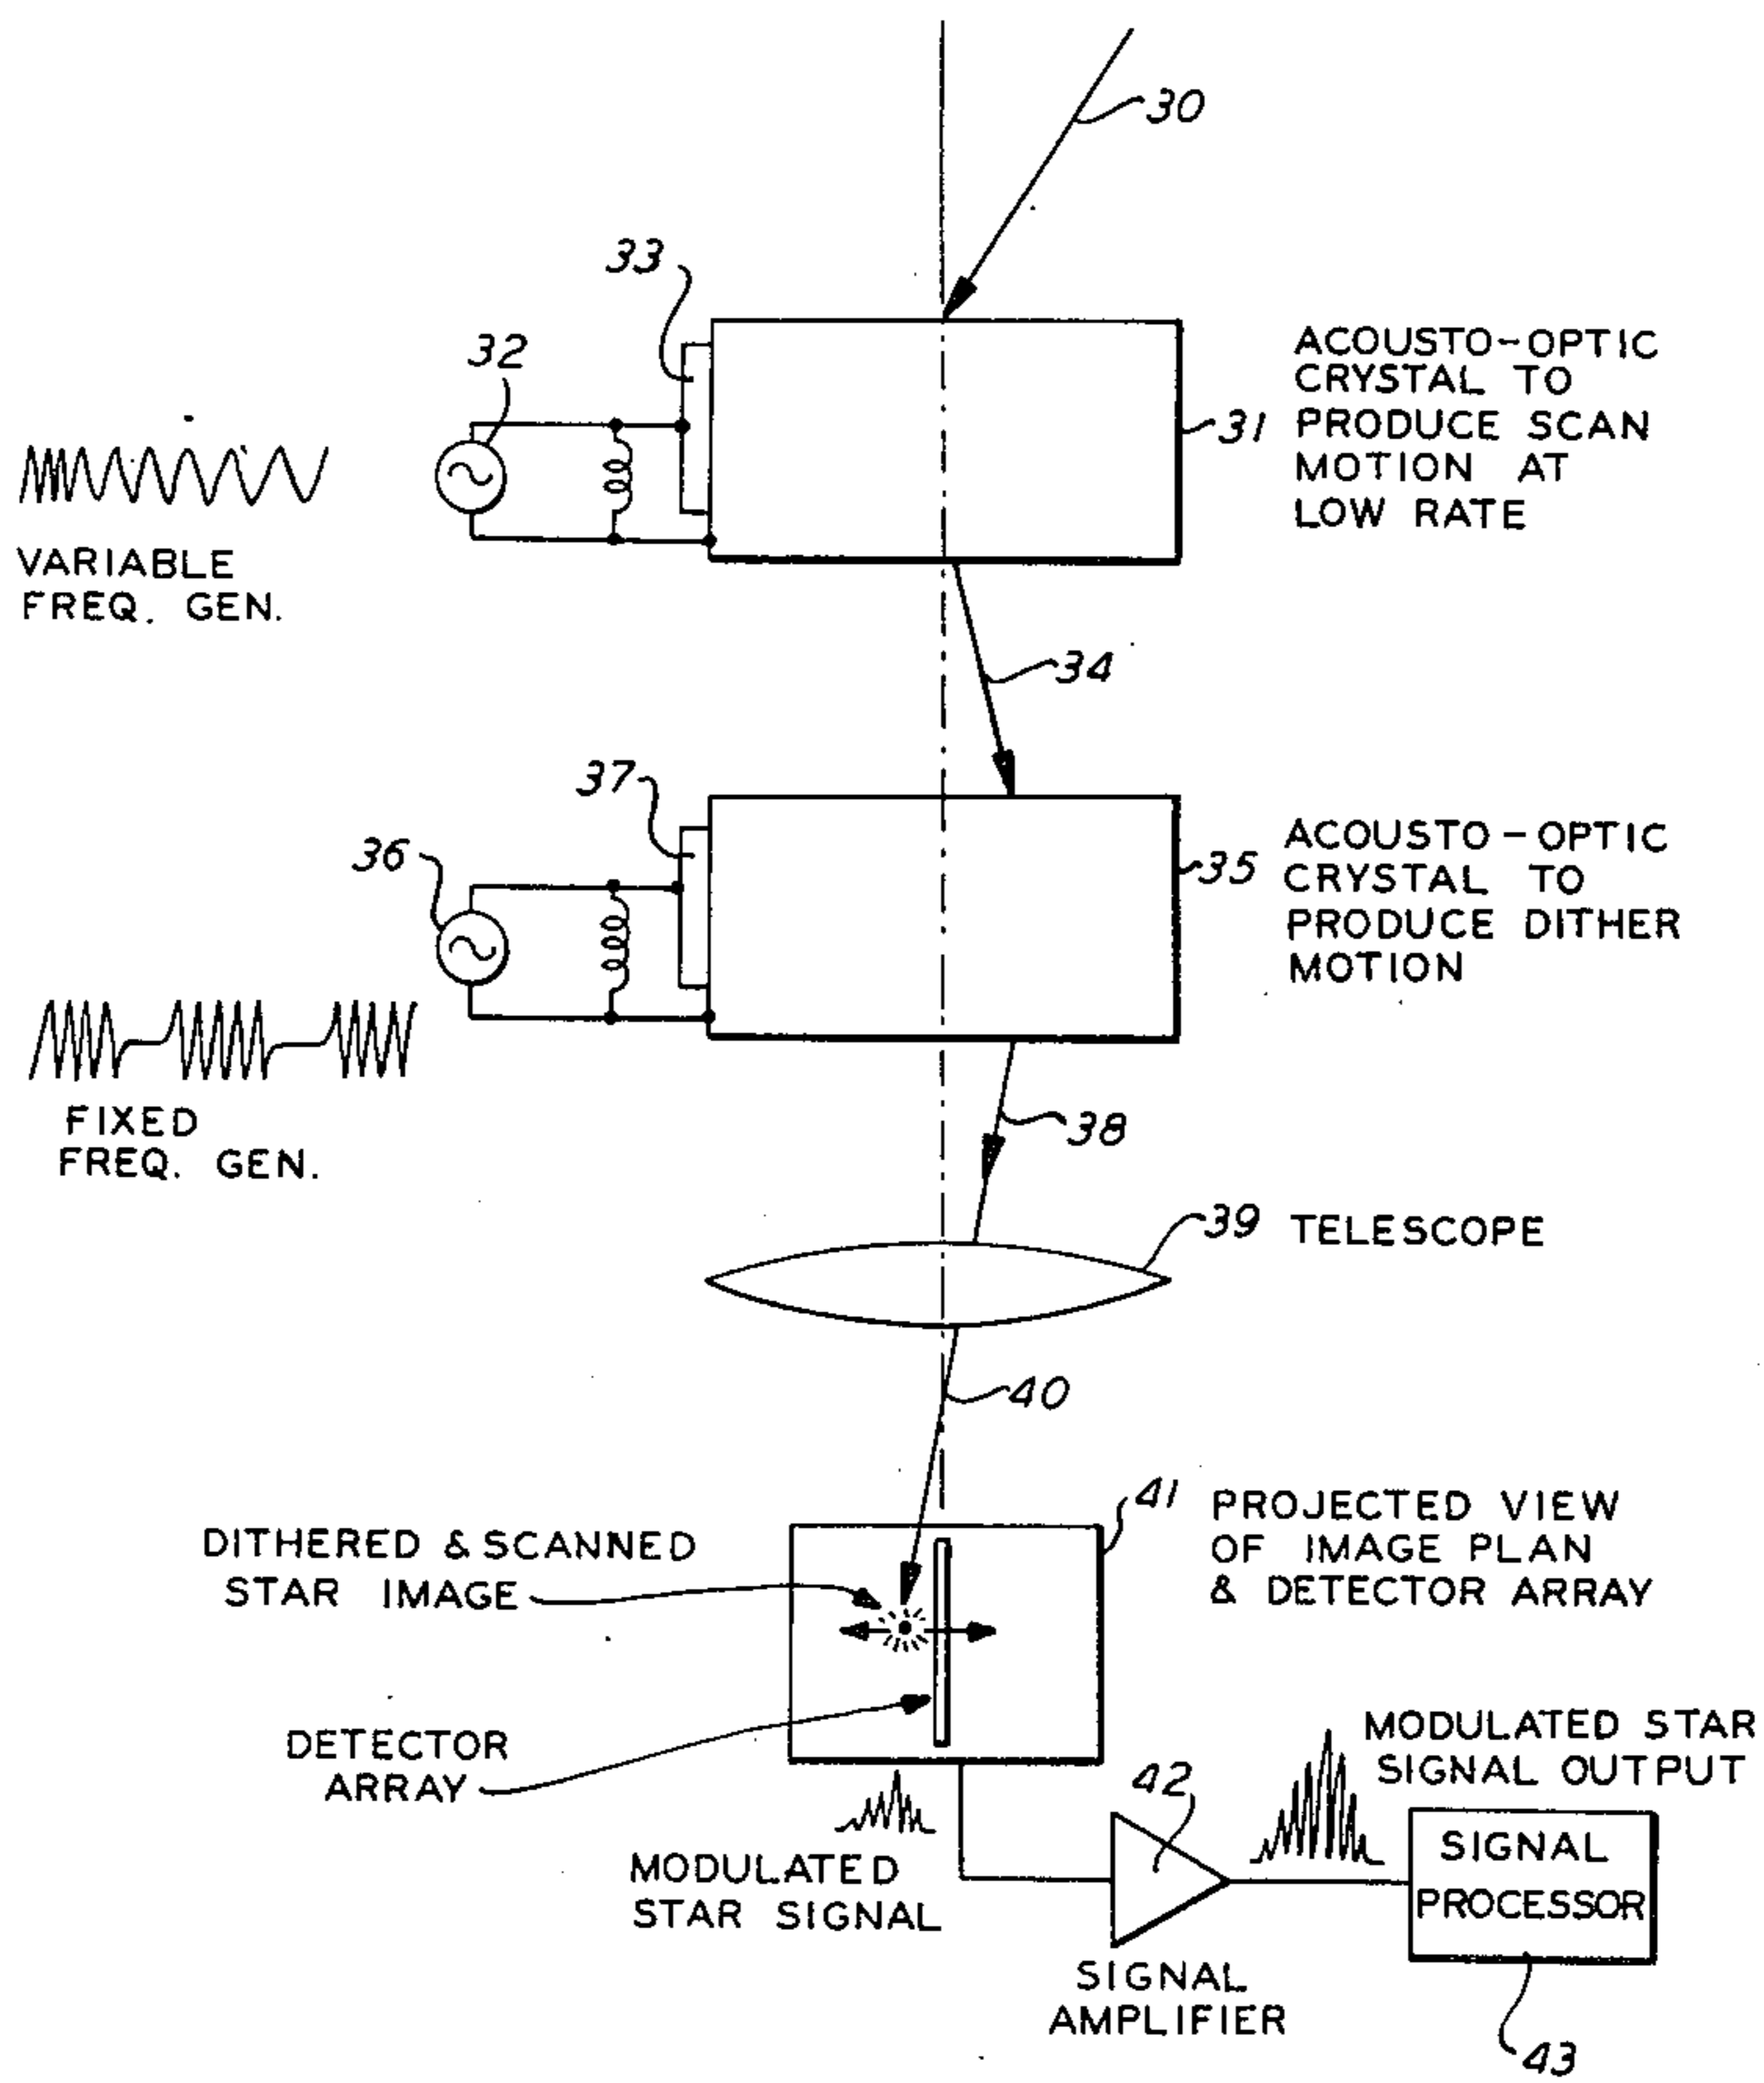 30
33
32
ACOUSTO-OPTIC
CRYSTAL TO
31 PRODUCE SCAN
MOTION AT
LOW RATE
VARIABLE
FREQ. GEN.
34
37
36
ACOUSTO-OPTIC
35 CRYSTAL TO
PRODUCE DITHER
MOTION
FIXED
FREQ. GEN.
38
39 TELESCOPE
40
41 PROJECTED VIEW
OF IMAGE PLAN
& DETECTOR ARRAY
DITHERED & SCANNED
STAR IMAGE
DETECTOR
ARRAY
MODULATED STAR
SIGNAL OUTPUT
42
MODULATED
STAR SIGNAL
SIGNAL
PROCESSOR
SIGNAL
AMPLIFIER
43